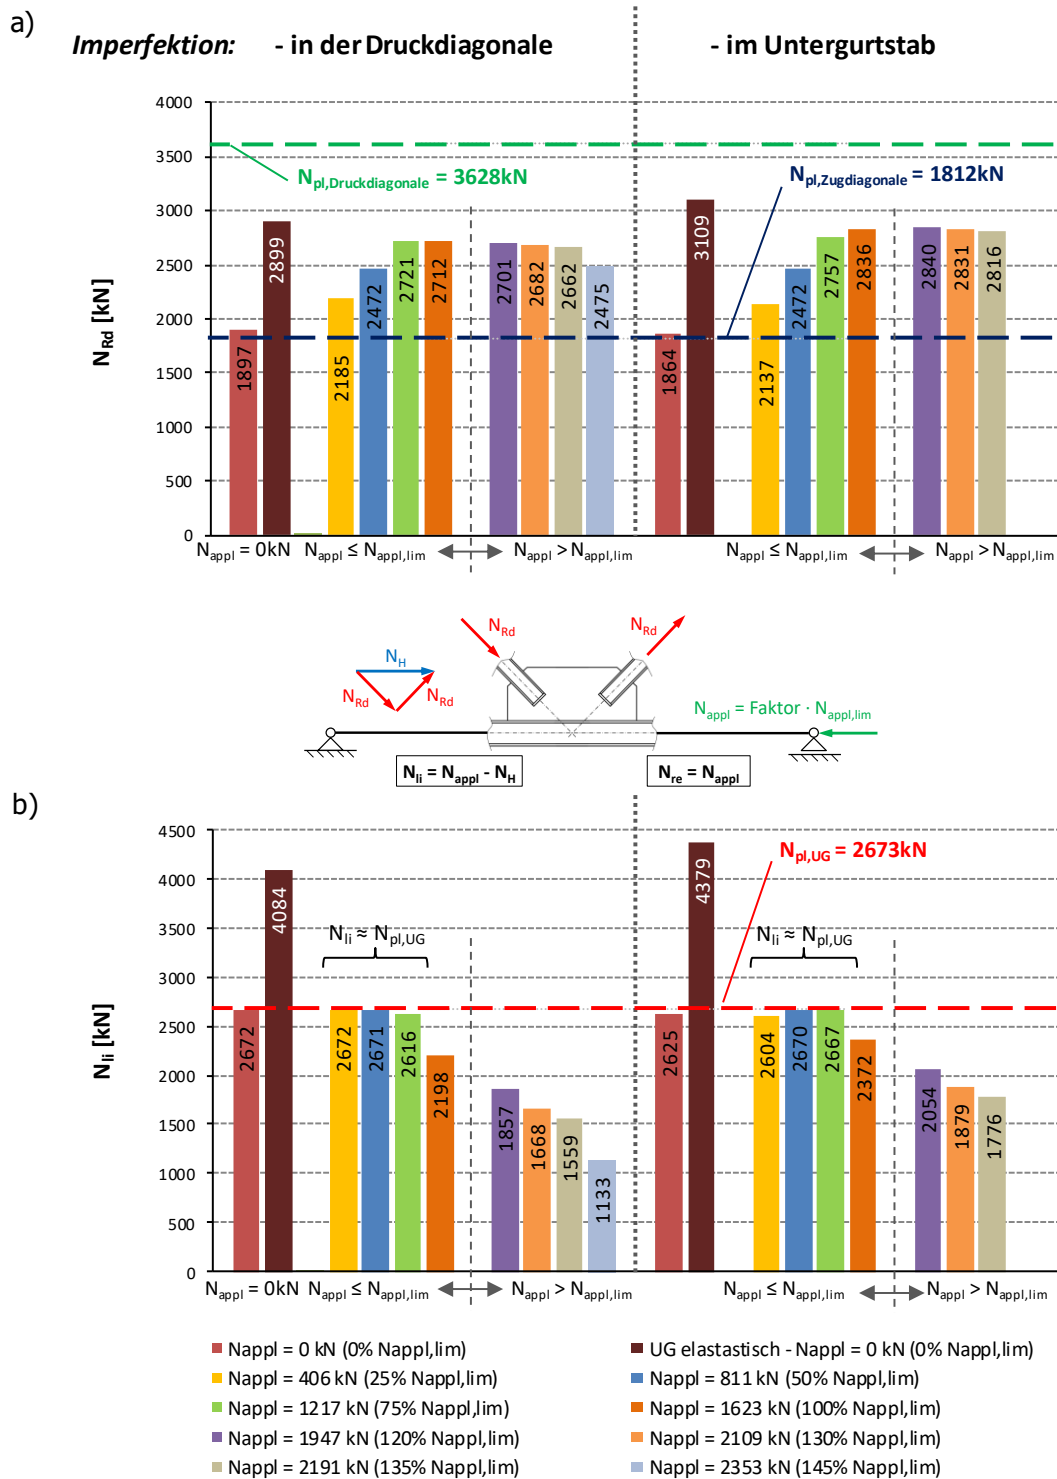 a)
Imperfektion: - in der Druckdiagonale - im Untergurtstab
N_Rd [kN]
4000
3500
3000
2500
2000
1500
1000
500
0
N_pl,Druckdiagonale = 3628kN
N_pl,Zugdiagonale = 1812kN
1897
2899
2185
2472
2721
2712
2701
2682
2662
2475
1864
3109
2137
2472
2757
2836
2840
2831
2816
N_appl = 0kN N_appl ≤ N_appl,lim N_appl > N_appl,lim N_appl ≤ N_appl,lim N_appl > N_appl,lim
N_Rd
N_Rd
N_H
N_Rd
N_Rd
N_appl = Faktor · N_appl,lim
N_li = N_appl - N_H
N_re = N_appl
b)
N_li [kN]
4500
4000
3500
3000
2500
2000
1500
1000
500
0
N_pl,UG = 2673kN
N_li ≈ N_pl,UG
N_li ≈ N_pl,UG
2672
4084
2672
2671
2616
2198
1857
1668
1559
1133
2625
4379
2604
2670
2667
2372
2054
1879
1776
N_appl = 0kN N_appl ≤ N_appl,lim N_appl > N_appl,lim N_appl ≤ N_appl,lim N_appl > N_appl,lim
Nappl = 0 kN (0% Nappl,lim)
UG elastastisch - Nappl = 0 kN (0% Nappl,lim)
Nappl = 406 kN (25% Nappl,lim)
Nappl = 811 kN (50% Nappl,lim)
Nappl = 1217 kN (75% Nappl,lim)
Nappl = 1623 kN (100% Nappl,lim)
Nappl = 1947 kN (120% Nappl,lim)
Nappl = 2109 kN (130% Nappl,lim)
Nappl = 2191 kN (135% Nappl,lim)
Nappl = 2353 kN (145% Nappl,lim)